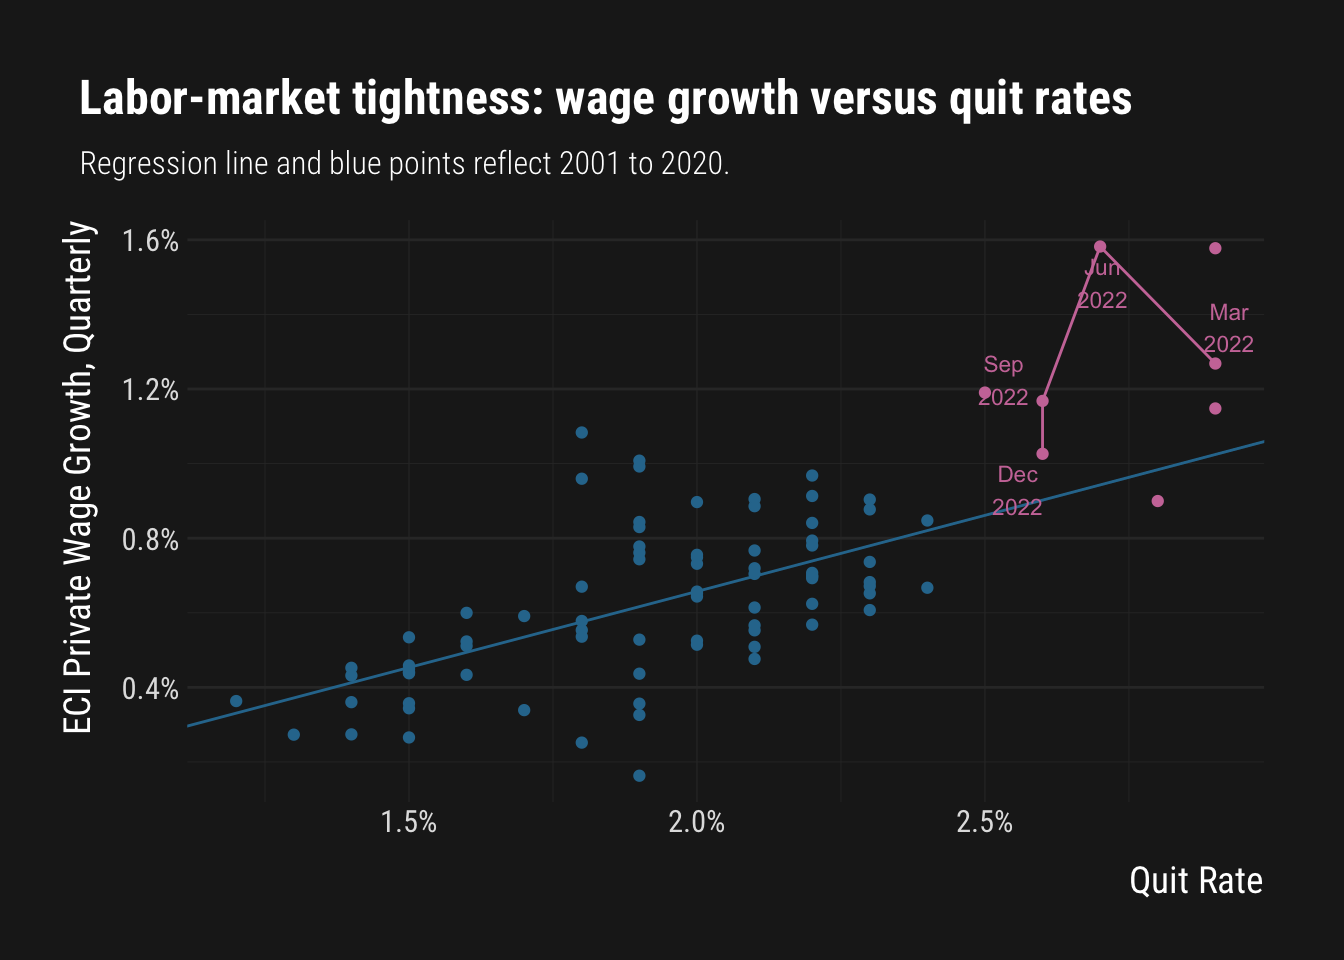 Labor-market tightness: wage growth versus quit rates
Regression line and blue points reflect 2001 to 2020.
ECI Private Wage Growth, Quarterly
1.6%
1.2%
0.8%
0.4%
Jun
2022
Mar
2022
Sep
2022
Dec
2022
1.5%
2.0%
2.5%
Quit Rate